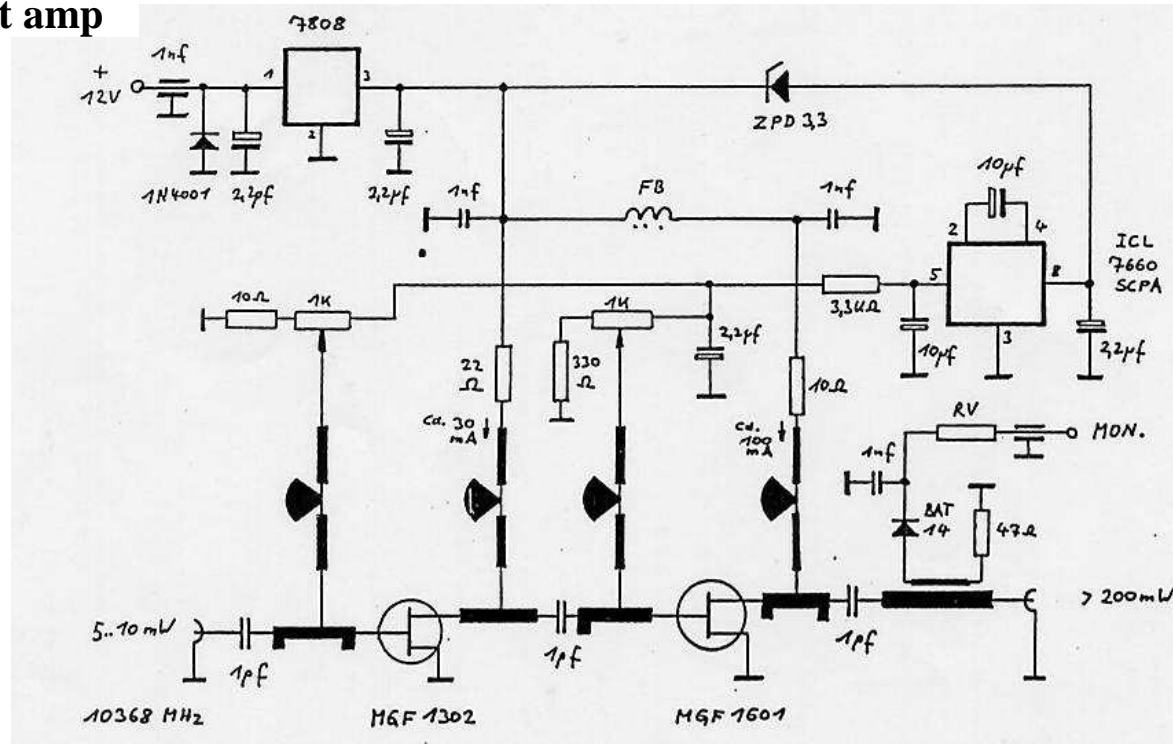 t amp
7808
1nf
+
12V
1
3
2
1N4001
2,2µf
2,2µf
ZPD 3,3
1nf
FB
1nf
10µf
2
4
5
8
3
ICL
7660
SCPA
10Ω
1K
1K
3,3KΩ
10µf
2,2µf
2,2µf
22
Ω
330
Ω
10Ω
Cd. 30
mA
Cd.
100
mA
RV
MON.
1nf
BAT
14
47Ω
5..10 mW
1pf
1pf
1pf
> 200mW
10368 MHz
MGF 1302
MGF 1601